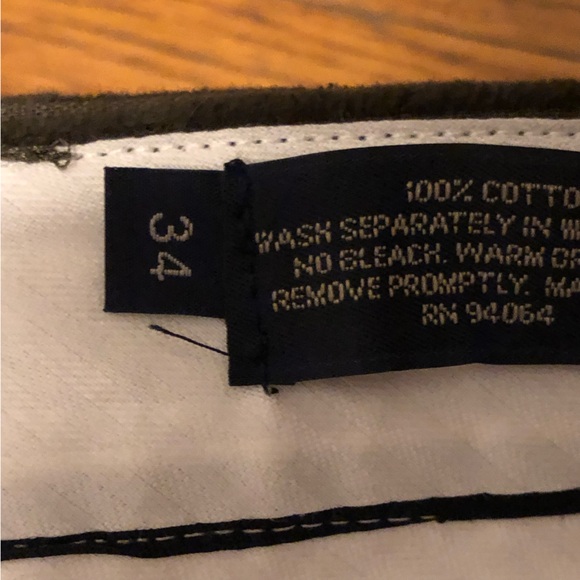 34
100% COTTO
WASH SEPARATELY IN W
NO BLEACH. WARM OR
REMOVE PROMPTLY. MA
RN 94064